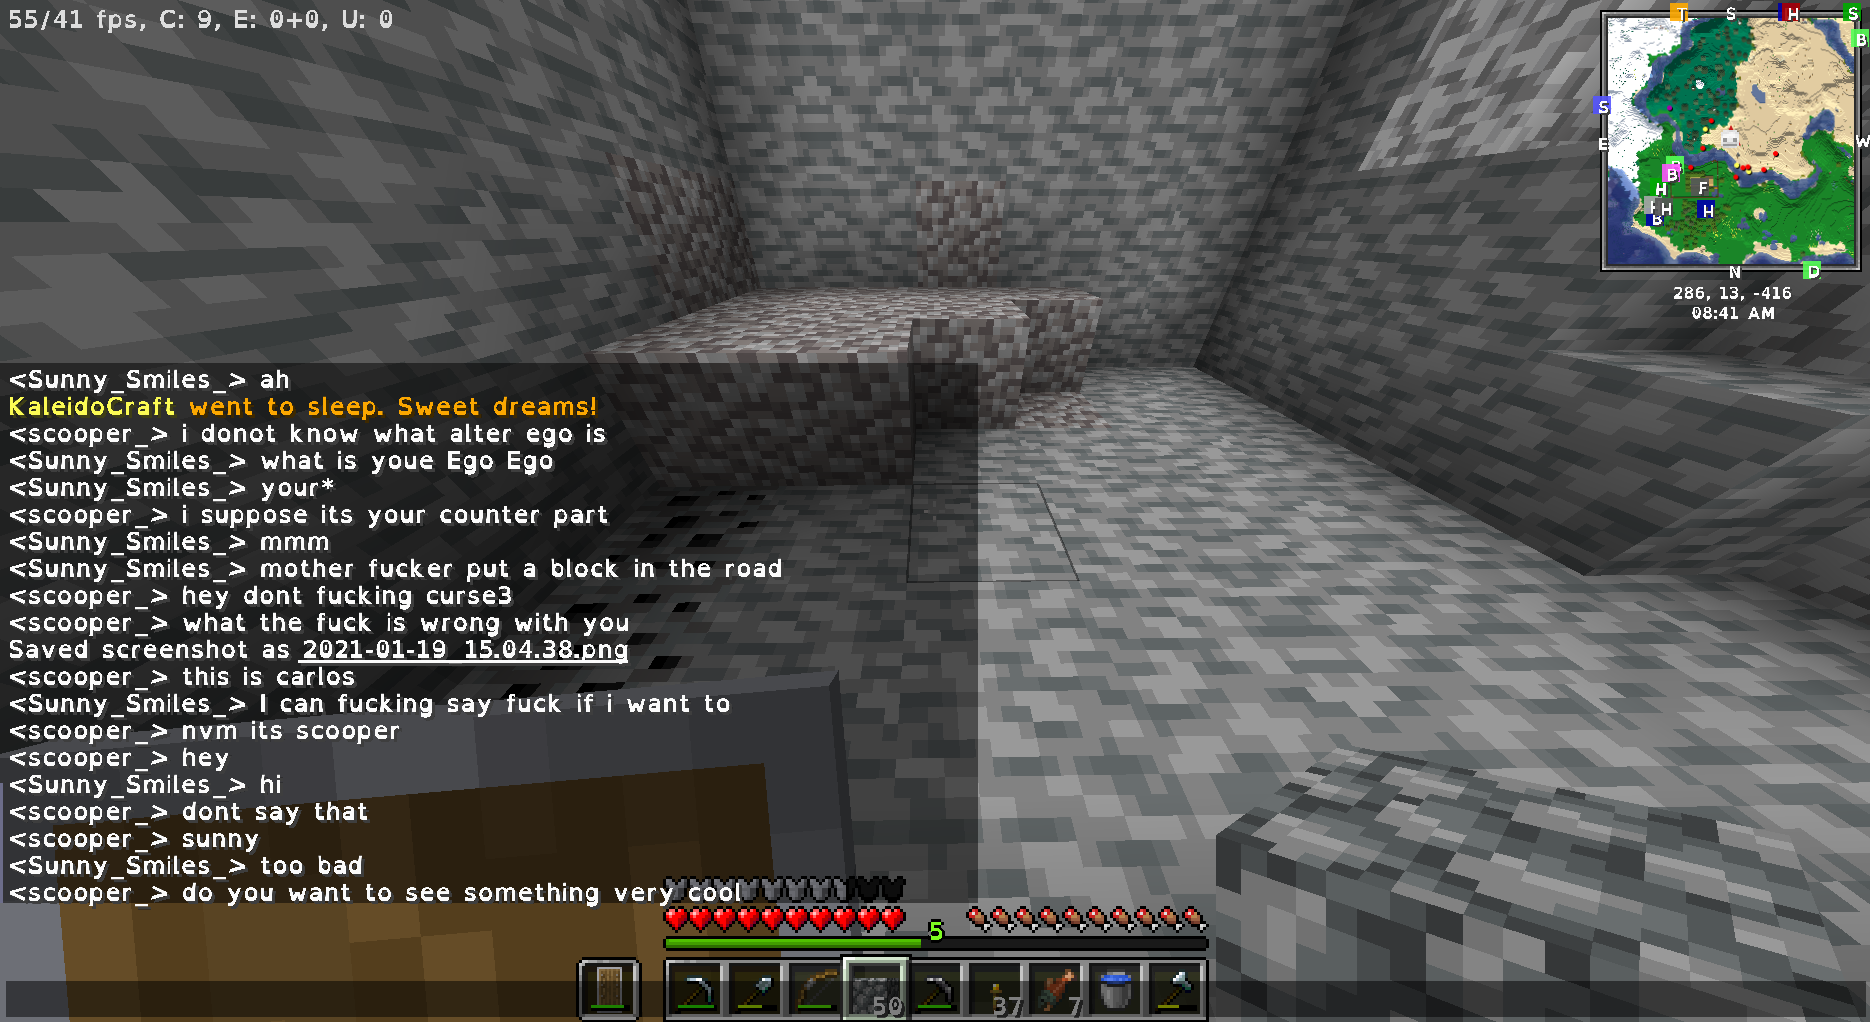 55/41 fps, C: 9, E: 0+0, U: 0
T S H S
B
S
E W
B
H F
H H
B
N D
286, 13, -416
08:41 AM
<Sunny_Smiles_> ah
KaleidoCraft went to sleep. Sweet dreams!
<scooper_> i donot know what alter ego is
<Sunny_Smiles_> what is youe Ego Ego
<Sunny_Smiles_> your*
<scooper_> i suppose its your counter part
<Sunny_Smiles_> mmm
<Sunny_Smiles_> mother fucker put a block in the road
<scooper_> hey dont fucking curse3
<scooper_> what the fuck is wrong with you
Saved screenshot as 2021-01-19_15.04.38.png
<scooper_> this is carlos
<Sunny_Smiles_> I can fucking say fuck if i want to
<scooper_> nvm its scooper
<scooper_> hey
<Sunny_Smiles_> hi
<scooper_> dont say that
<scooper_> sunny
<Sunny_Smiles_> too bad
<scooper_> do you want to see something very cool
5
50 37 7